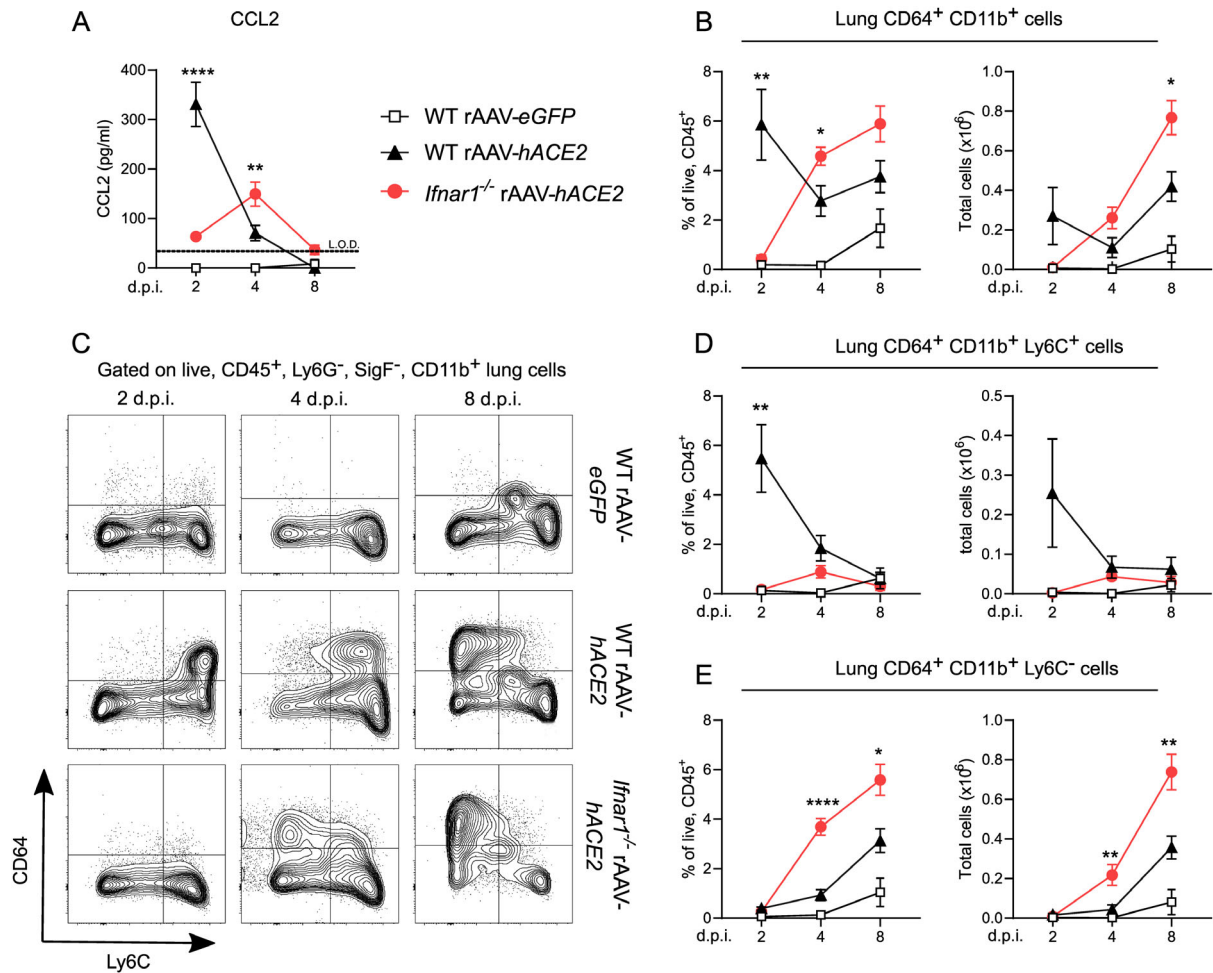 A
CCL2
CCL2 (pg/ml)
400
300
200
100
0
****
**
L.O.D.
d.p.i.
2
4
8
WT rAAV-eGFP
WT rAAV-hACE2
Ifnar1-/- rAAV-hACE2
B
Lung CD64+ CD11b+ cells
% of live, CD45+
8
6
4
2
0
**
*
d.p.i.
2
4
8
Total cells (x10^6)
1.0
0.8
0.6
0.4
0.2
0.0
*
d.p.i.
2
4
8
C
Gated on live, CD45+, Ly6G-, SigF-, CD11b+ lung cells
2 d.p.i.
4 d.p.i.
8 d.p.i.
WT rAAV-
eGFP
WT rAAV-
hACE2
Ifnar1-/- rAAV-
hACE2
CD64
Ly6C
D
Lung CD64+ CD11b+ Ly6C+ cells
% of live, CD45+
8
6
4
2
0
**
d.p.i.
2
4
8
total cells (x10^6)
0.5
0.4
0.3
0.2
0.1
0.0
d.p.i.
2
4
8
E
Lung CD64+ CD11b+ Ly6C- cells
% of live, CD45+
8
6
4
2
0
****
*
d.p.i.
2
4
8
Total cells (x10^6)
1.0
0.8
0.6
0.4
0.2
0.0
**
**
d.p.i.
2
4
8